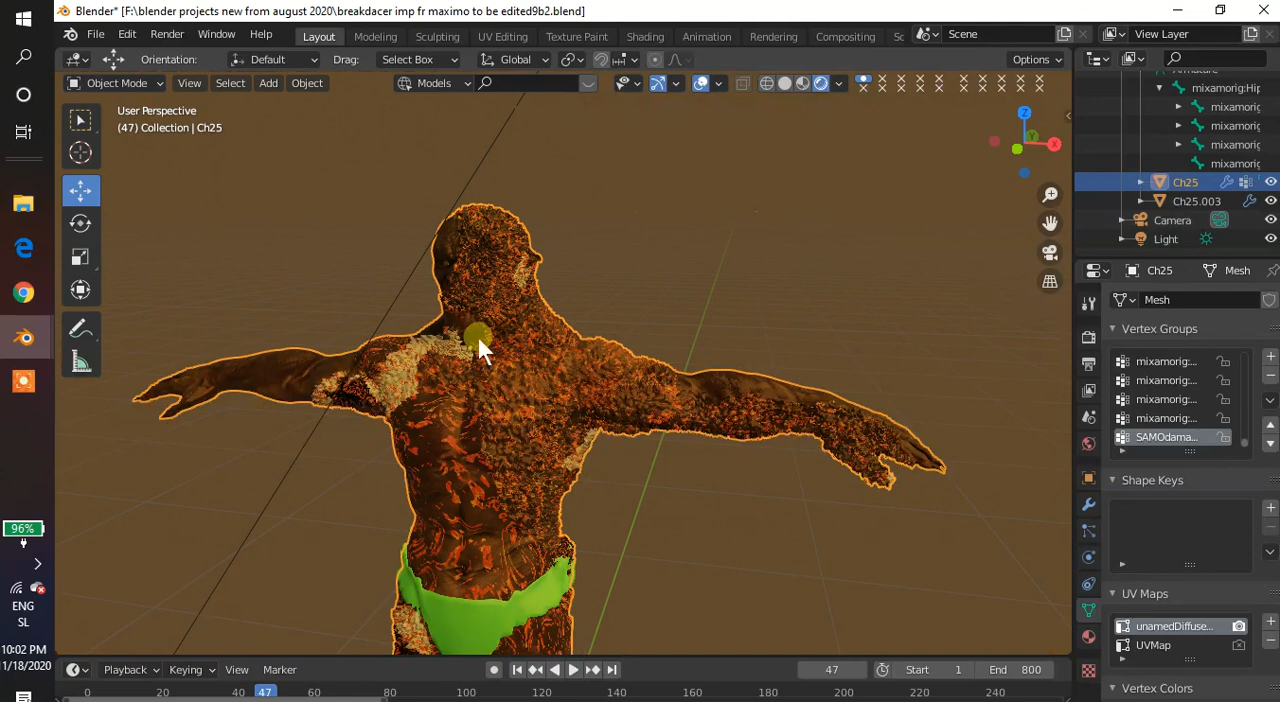 Blender* [F:\blender projects new from august 2020\breakdacer imp fr maximo to be edited9b2.blend]
File Edit Render Window Help Layout Modeling Sculpting UV Editing Texture Paint Shading Animation Rendering Compositing Sc Scene View Layer
Orientation: Default Drag: Select Box Global Options
Object Mode View Select Add Object Models
User Perspective
(47) Collection | Ch25
Z
Y
X
Armature
mixamorig:Hip
mixamorig
mixamorig
mixamorig
mixamorig
Ch25
Ch25.003
Camera
Light
Ch25 Mesh
Mesh
Vertex Groups
mixamorig:...
mixamorig:...
mixamorig:...
mixamorig:...
SAMOdama...
Shape Keys
UV Maps
unamedDiffuse...
UVMap
Vertex Colors
96%
ENG
SL
10:02 PM
11/18/2020
Playback Keying View Marker 47 Start 1 End 800
0 20 40 47 60 80 100 120 140 160 180 200 220 240